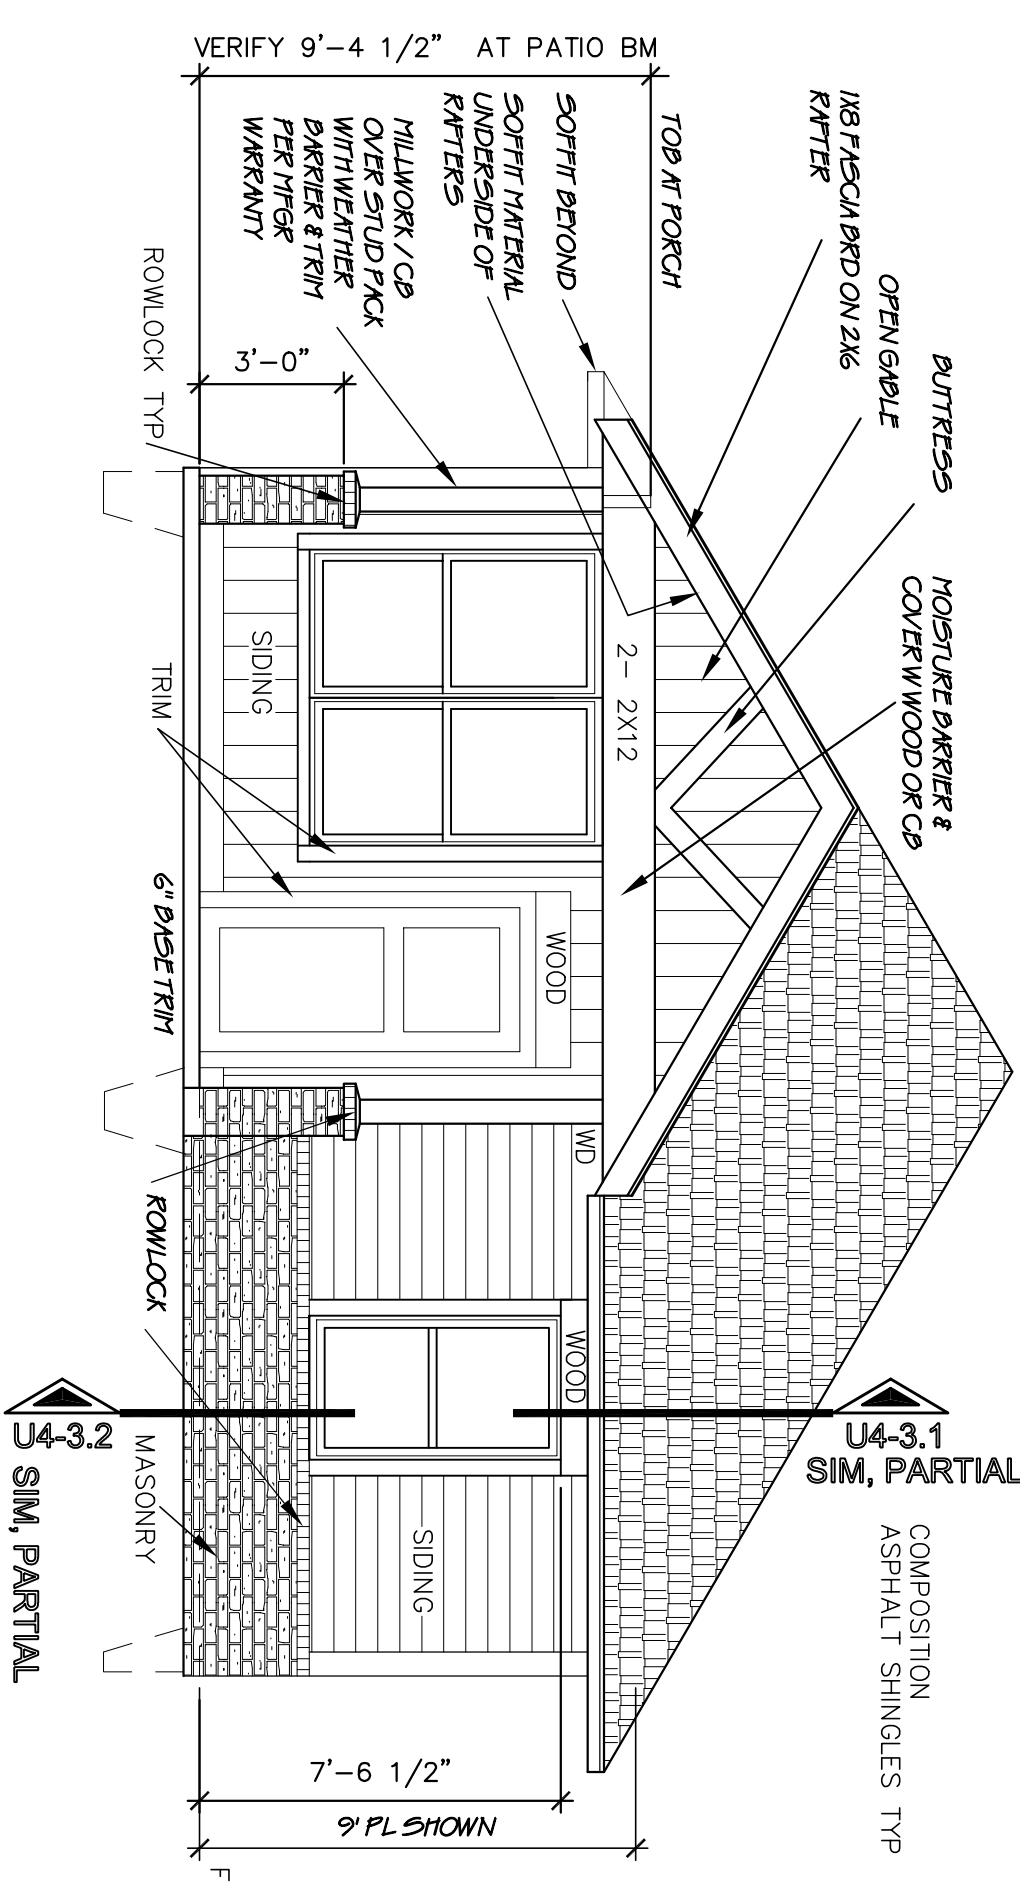 VERIFY 9'-4 1/2" AT PATIO BM
1X8 FASCIA BRD ON 2X6
RAFTER
OPEN GABLE
BUTTRESS
MOISTURE BARRIER &
COVER W WOOD OR CB
TOB AT PORCH
SOFFIT BEYOND
SOFFIT MATERIAL
UNDERSIDE OF
RAFTERS
MILLWORK / CB
OVER STUD PACK
WITH WEATHER
BARRIER & TRIM
PER MFGR
WARRANTY
3'-0"
ROWLOCK TYP
2- 2X12
SIDING
TRIM
WOOD
6" BASE TRIM
WD
ROWLOCK
WOOD
U4-3.1
SIM, PARTIAL
COMPOSITION
ASPHALT SHINGLES TYP
SIDING
MASONRY
U4-3.2
SIM, PARTIAL
7'-6 1/2"
9' PL SHOWN
F